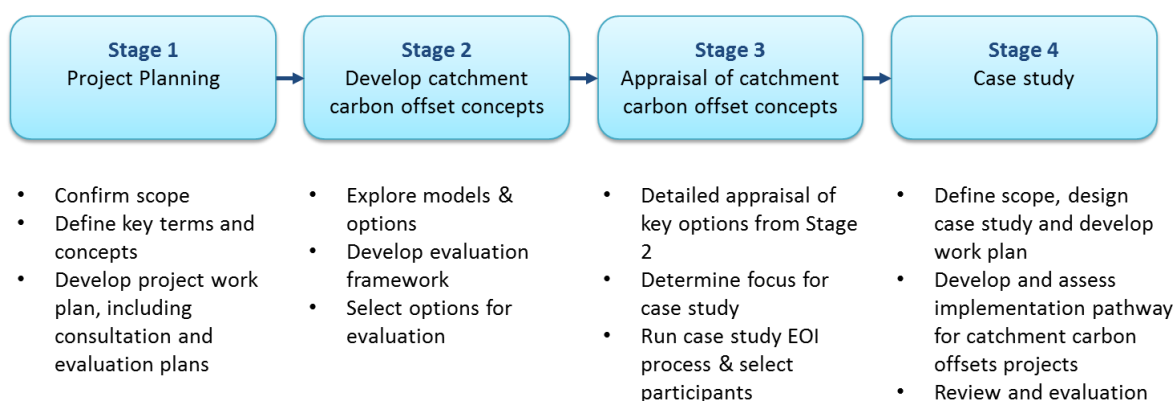 Stage 1
Project Planning
Stage 2
Develop catchment
carbon offset concepts
Stage 3
Appraisal of catchment
carbon offset concepts
Stage 4
Case study
• Confirm scope
• Define key terms and
concepts
• Develop project work
plan, including
consultation and
evaluation plans
• Explore models &
options
• Develop evaluation
framework
• Select options for
evaluation
• Detailed appraisal of
key options from Stage
2
• Determine focus for
case study
• Run case study EOI
process & select
participants
• Define scope, design
case study and develop
work plan
• Develop and assess
implementation pathway
for catchment carbon
offsets projects
• Review and evaluation